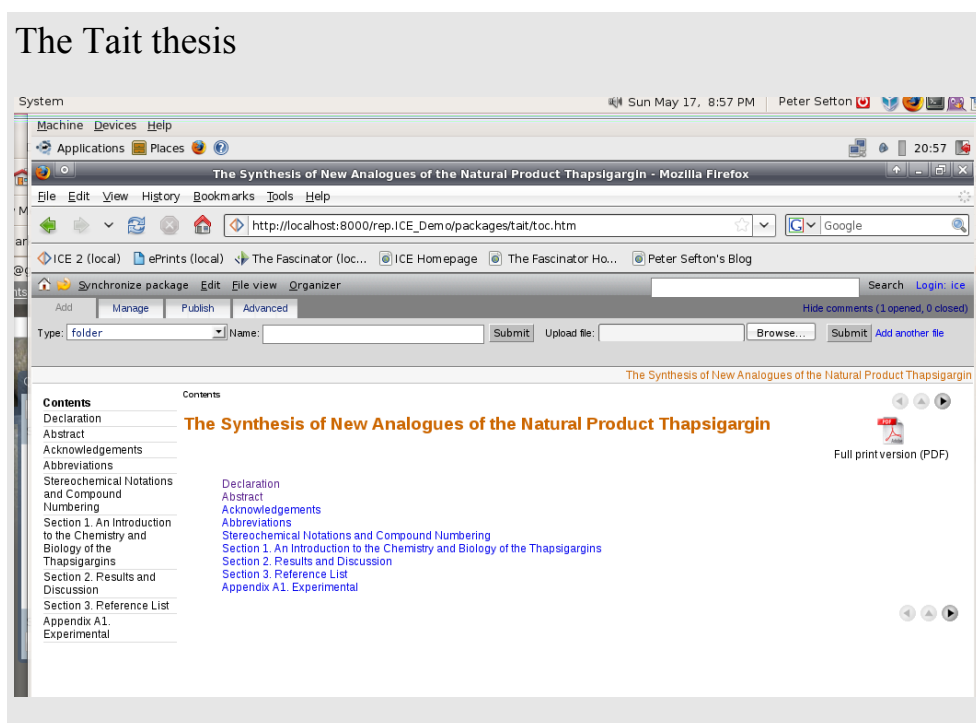 The Tait thesis
System Sun May 17, 8:57 PM Peter Sefton
Machine Devices Help
Applications Places 20:57
The Synthesis of New Analogues of the Natural Product Thapsigargin - Mozilla Firefox
File Edit View History Bookmarks Tools Help
http://localhost:8000/rep.ICE_Demo/packages/tait/toc.htm Google
ICE 2 (local) ePrints (local) The Fascinator (loc... ICE Homepage The Fascinator Ho... Peter Sefton's Blog
Synchronize package Edit File view Organizer Search Login: ice
Add Manage Publish Advanced Hide comments (1 opened, 0 closed)
Type: folder Name: Submit Upload file: Browse... Submit Add another file
The Synthesis of New Analogues of the Natural Product Thapsigargin
Contents
Declaration
Abstract
Acknowledgements
Abbreviations
Stereochemical Notations
and Compound
Numbering
Section 1. An Introduction
to the Chemistry and
Biology of the
Thapsigargins
Section 2. Results and
Discussion
Section 3. Reference List
Appendix A1.
Experimental
Contents
The Synthesis of New Analogues of the Natural Product Thapsigargin
PDF
Full print version (PDF)
Declaration
Abstract
Acknowledgements
Abbreviations
Stereochemical Notations and Compound Numbering
Section 1. An Introduction to the Chemistry and Biology of the Thapsigargins
Section 2. Results and Discussion
Section 3. Reference List
Appendix A1. Experimental